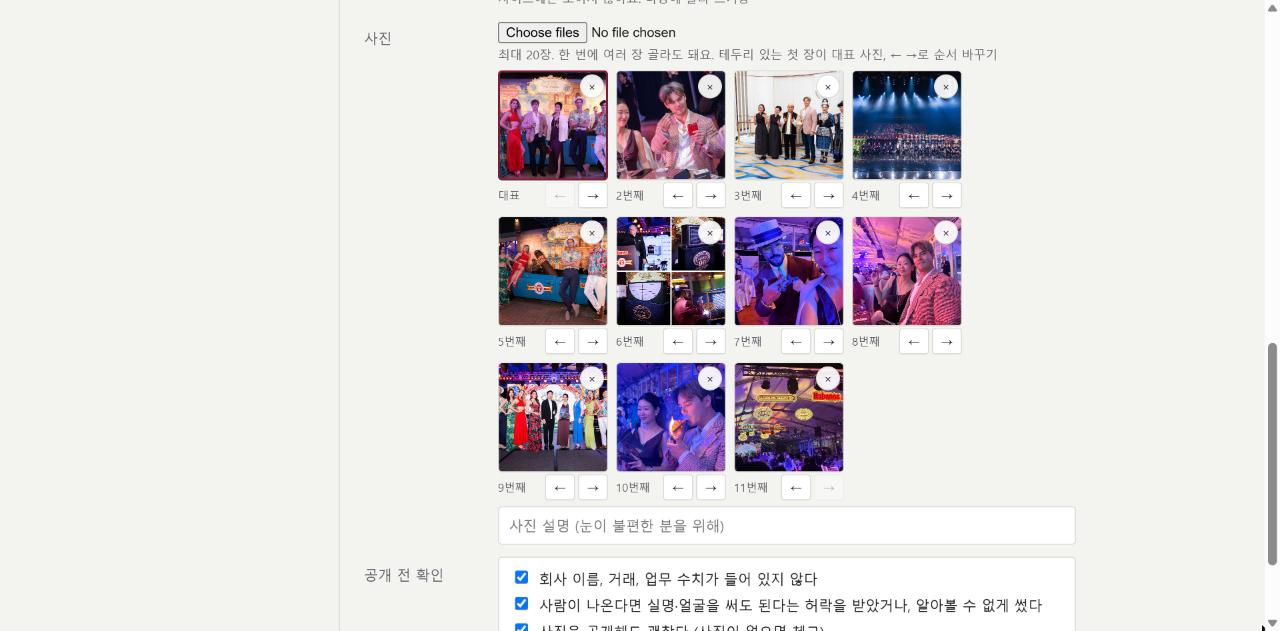 사진
Choose files No file chosen
최대 20장. 한 번에 여러 장 골라도 돼요. 테두리 있는 첫 장이 대표 사진, ← →로 순서 바꾸기
× × × ×
대표 ← → 2번째 ← → 3번째 ← → 4번째 ← →
× × × ×
5번째 ← → 6번째 ← → 7번째 ← → 8번째 ← →
× × ×
Habanos
9번째 ← → 10번째 ← → 11번째 ← →
사진 설명 (눈이 불편한 분을 위해)
공개 전 확인
회사 이름, 거래, 업무 수치가 들어 있지 않다
사람이 나온다면 실명·얼굴을 써도 된다는 허락을 받았거나, 알아볼 수 없게 썼다